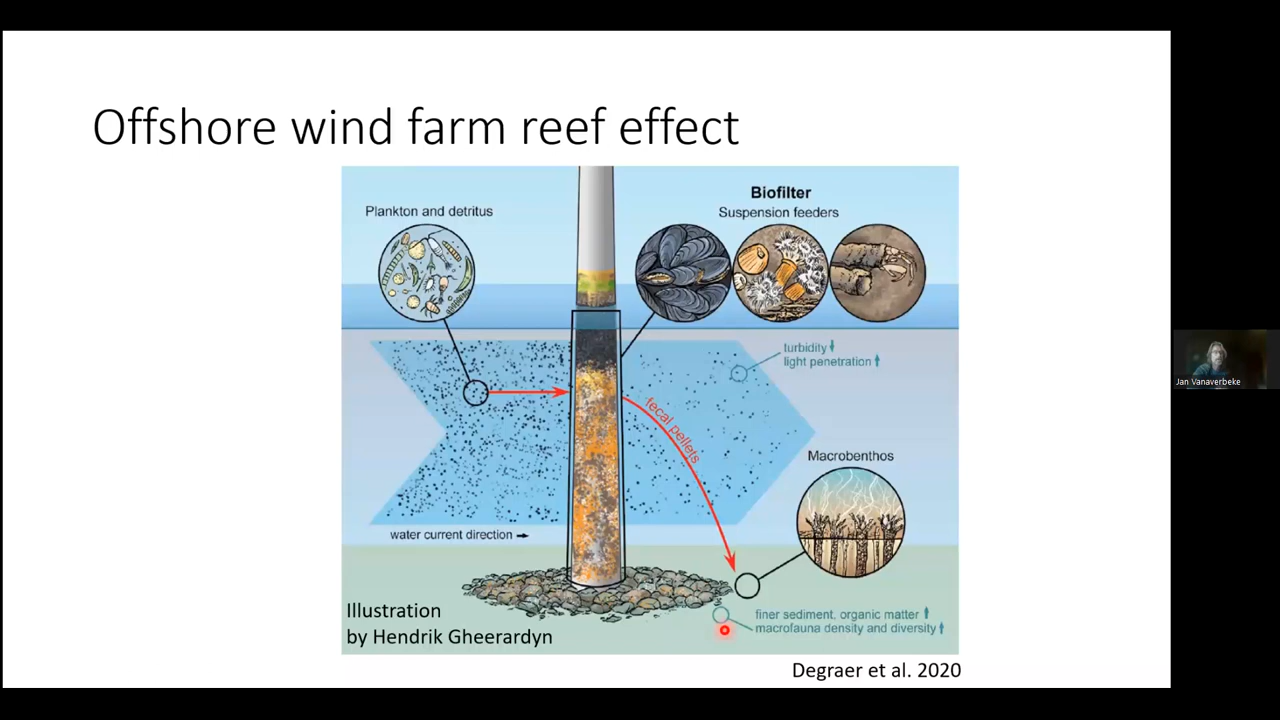 Offshore wind farm reef effect
Plankton and detritus
Biofilter
Suspension feeders
turbidity
light penetration
fecal pellets
Macrobenthos
water current direction
Illustration
by Hendrik Gheerardyn
finer sediment, organic matter
macrofauna density and diversity
Degraer et al. 2020
Jan Vanaverbeke